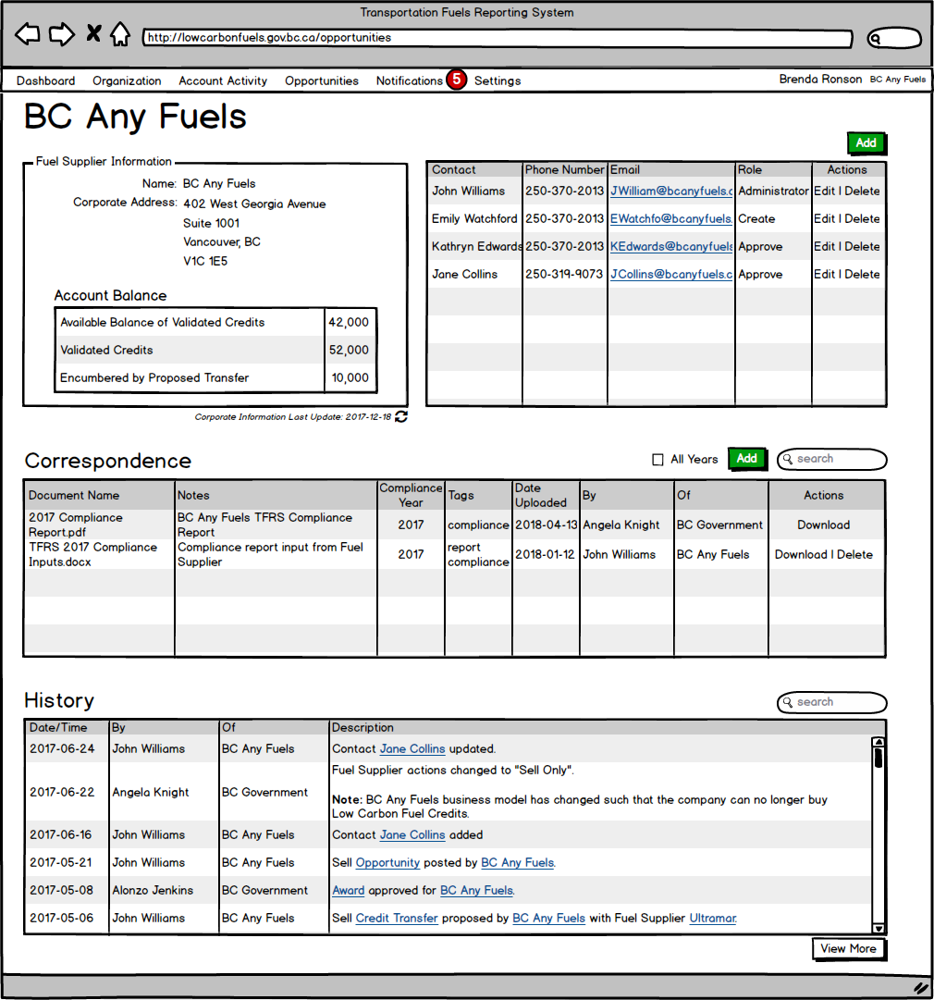 Transportation Fuels Reporting System
http://lowcarbonfuels.gov.bc.ca/opportunities
Dashboard Organization Account Activity Opportunities Notifications 5 Settings Brenda Ronson BC Any Fuels
BC Any Fuels
Add
Fuel Supplier Information
Name: BC Any Fuels
Corporate Address: 402 West Georgia Avenue
Suite 1001
Vancouver, BC
V1C 1E5
Account Balance
Available Balance of Validated Credits 42,000
Validated Credits 52,000
Encumbered by Proposed Transfer 10,000
Corporate Information Last Update: 2017-12-18
Contact Phone Number Email Role Actions
John Williams 250-370-2013 JWilliam@bcanyfuels.c Administrator Edit | Delete
Emily Watchford 250-370-2013 EWatchfo@bcanyfuels. Create Edit | Delete
Kathryn Edwards 250-370-2013 KEdwards@bcanyfuels Approve Edit | Delete
Jane Collins 250-319-9073 JCollins@bcanyfuels.c Approve Edit | Delete
Correspondence
All Years Add search
Document Name Notes Compliance Year Tags Date Uploaded By Of Actions
2017 Compliance Report.pdf BC Any Fuels TFRS Compliance Report 2017 compliance 2018-04-13 Angela Knight BC Government Download
TFRS 2017 Compliance Inputs.docx Compliance report input from Fuel Supplier 2017 report compliance 2018-01-12 John Williams BC Any Fuels Download | Delete
History
search
Date/Time By Of Description
2017-06-24 John Williams BC Any Fuels Contact Jane Collins updated.
2017-06-22 Angela Knight BC Government Fuel Supplier actions changed to "Sell Only".
Note: BC Any Fuels business model has changed such that the company can no longer buy
Low Carbon Fuel Credits.
2017-06-16 John Williams BC Any Fuels Contact Jane Collins added
2017-05-21 John Williams BC Any Fuels Sell Opportunity posted by BC Any Fuels.
2017-05-08 Alonzo Jenkins BC Government Award approved for BC Any Fuels.
2017-05-06 John Williams BC Any Fuels Sell Credit Transfer proposed by BC Any Fuels with Fuel Supplier Ultramar.
View More